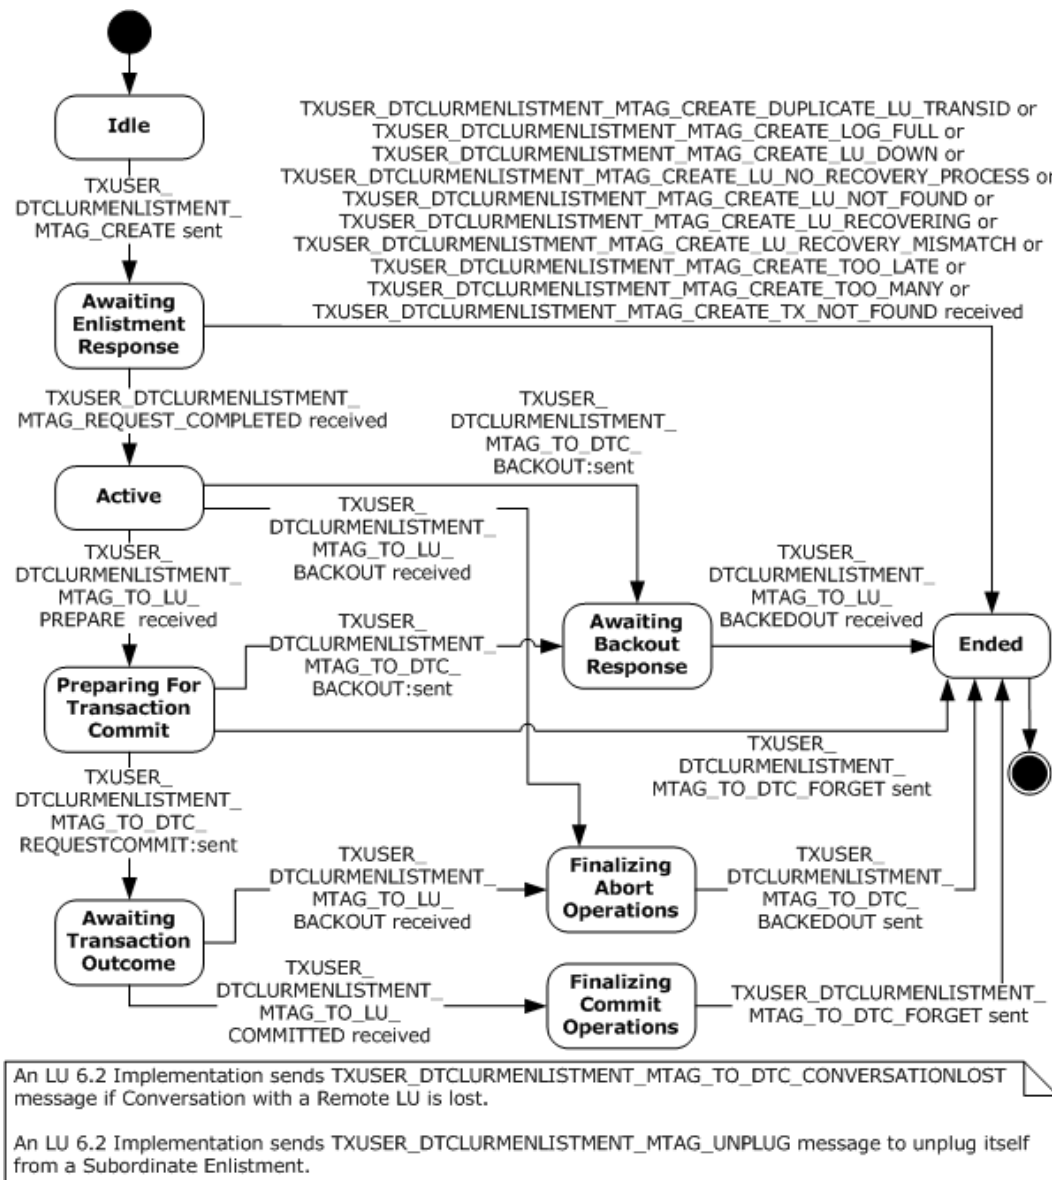 Idle
TXUSER_DTCLURMENLISTMENT_MTAG_CREATE_DUPLICATE_LU_TRANSID or
TXUSER_DTCLURMENLISTMENT_MTAG_CREATE_LOG_FULL or
TXUSER_DTCLURMENLISTMENT_MTAG_CREATE_LU_DOWN or
TXUSER_DTCLURMENLISTMENT_MTAG_CREATE_LU_NO_RECOVERY_PROCESS or
TXUSER_DTCLURMENLISTMENT_MTAG_CREATE_LU_NOT_FOUND or
TXUSER_DTCLURMENLISTMENT_MTAG_CREATE_LU_RECOVERING or
TXUSER_DTCLURMENLISTMENT_MTAG_CREATE_LU_RECOVERY_MISMATCH or
TXUSER_DTCLURMENLISTMENT_MTAG_CREATE_TOO_LATE or
TXUSER_DTCLURMENLISTMENT_MTAG_CREATE_TOO_MANY or
TXUSER_DTCLURMENLISTMENT_MTAG_CREATE_TX_NOT_FOUND received
TXUSER_
DTCLURMENLISTMENT_
MTAG_CREATE sent
Awaiting
Enlistment
Response
TXUSER_DTCLURMENLISTMENT_
MTAG_REQUEST_COMPLETED received
TXUSER_
DTCLURMENLISTMENT_
MTAG_TO_DTC_
BACKOUT:sent
Active
TXUSER_
DTCLURMENLISTMENT_
MTAG_TO_LU_
BACKOUT received
TXUSER_
DTCLURMENLISTMENT_
MTAG_TO_LU_
PREPARE  received
TXUSER_
DTCLURMENLISTMENT_
MTAG_TO_LU_
BACKEDOUT received
TXUSER_
DTCLURMENLISTMENT_
MTAG_TO_DTC_
BACKOUT:sent
Awaiting
Backout
Response
Ended
Preparing For
Transaction
Commit
TXUSER_
DTCLURMENLISTMENT_
MTAG_TO_DTC_FORGET sent
TXUSER_
DTCLURMENLISTMENT_
MTAG_TO_DTC_
REQUESTCOMMIT:sent
TXUSER_
DTCLURMENLISTMENT_
MTAG_TO_LU_
BACKOUT received
Finalizing
Abort
Operations
TXUSER_
DTCLURMENLISTMENT_
MTAG_TO_DTC_
BACKEDOUT sent
Awaiting
Transaction
Outcome
TXUSER_
DTCLURMENLISTMENT_
MTAG_TO_LU_
COMMITTED received
Finalizing
Commit
Operations
TXUSER_DTCLURMENLISTMENT_
MTAG_TO_DTC_FORGET sent
An LU 6.2 Implementation sends TXUSER_DTCLURMENLISTMENT_MTAG_TO_DTC_CONVERSATIONLOST
message if Conversation with a Remote LU is lost.
An LU 6.2 Implementation sends TXUSER_DTCLURMENLISTMENT_MTAG_UNPLUG message to unplug itself
from a Subordinate Enlistment.